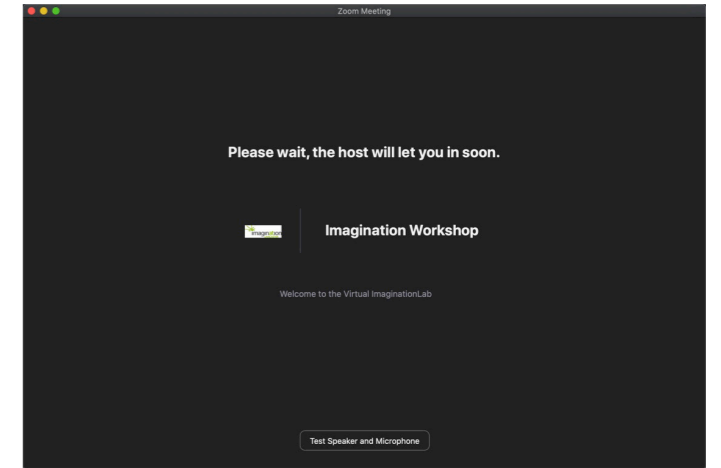 Zoom Meeting
Please wait, the host will let you in soon.
imagination
Imagination Workshop
Welcome to the Virtual ImaginationLab
Test Speaker and Microphone